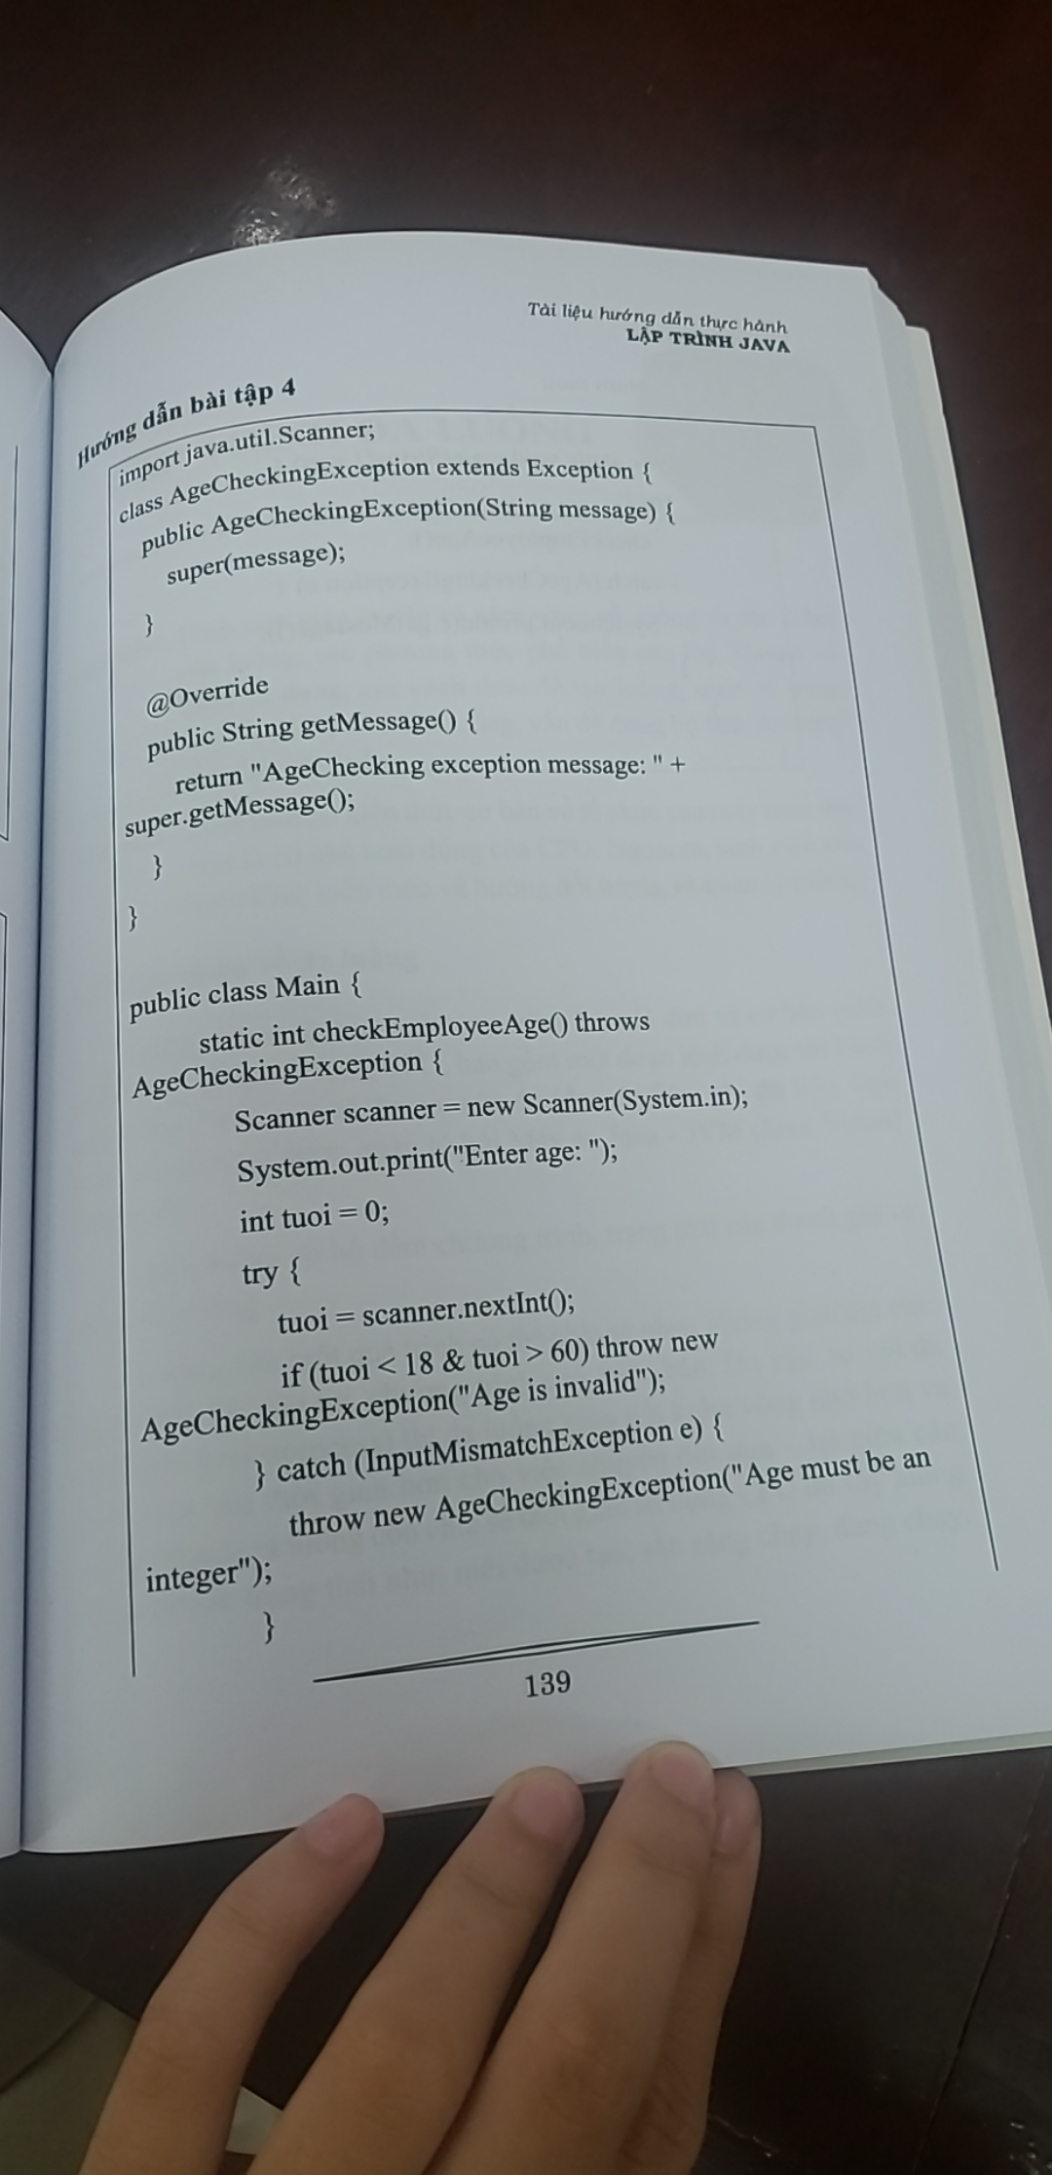 Tài liệu hướng dẫn thực hành
LẬP TRÌNH JAVA
Hướng dẫn bài tập 4
import java.util.Scanner;
class AgeCheckingException extends Exception {
public AgeCheckingException(String message) {
super(message);
}
@Override
public String getMessage() {
return "AgeChecking exception message: " +
super.getMessage();
}
}
public class Main {
static int checkEmployeeAge() throws
AgeCheckingException {
Scanner scanner = new Scanner(System.in);
System.out.print("Enter age: ");
int tuoi = 0;
try {
tuoi = scanner.nextInt();
if (tuoi < 18 & tuoi > 60) throw new
AgeCheckingException("Age is invalid");
} catch (InputMismatchException e) {
throw new AgeCheckingException("Age must be an
integer");
}
139